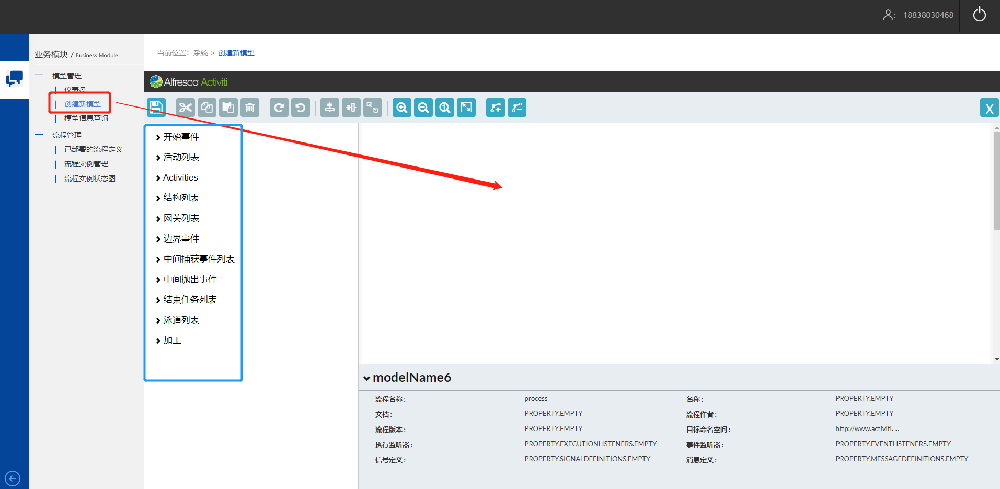 : 18838030468
业务模块 / Business Module
当前位置：系统 > 创建新模型
模型管理
仪表盘
创建新模型
模型信息查询
流程管理
已部署的流程定义
流程实例管理
流程实例状态图
Alfresco Activiti
X
开始事件
活动列表
Activities
结构列表
网关列表
边界事件
中间捕获事件列表
中间抛出事件
结束任务列表
泳道列表
加工
modelName6
流程名称 : process 名称 : PROPERTY.EMPTY
文档 : PROPERTY.EMPTY 流程作者 : PROPERTY.EMPTY
流程版本 : PROPERTY.EMPTY 目标命名空间 : http://www.activiti. ...
执行监听器 : PROPERTY.EXECUTIONLISTENERS.EMPTY 事件监听器 : PROPERTY.EVENTLISTENERS.EMPTY
信号定义 : PROPERTY.SIGNALDEFINITIONS.EMPTY 消息定义 : PROPERTY.MESSAGEDEFINITIONS.EMPTY